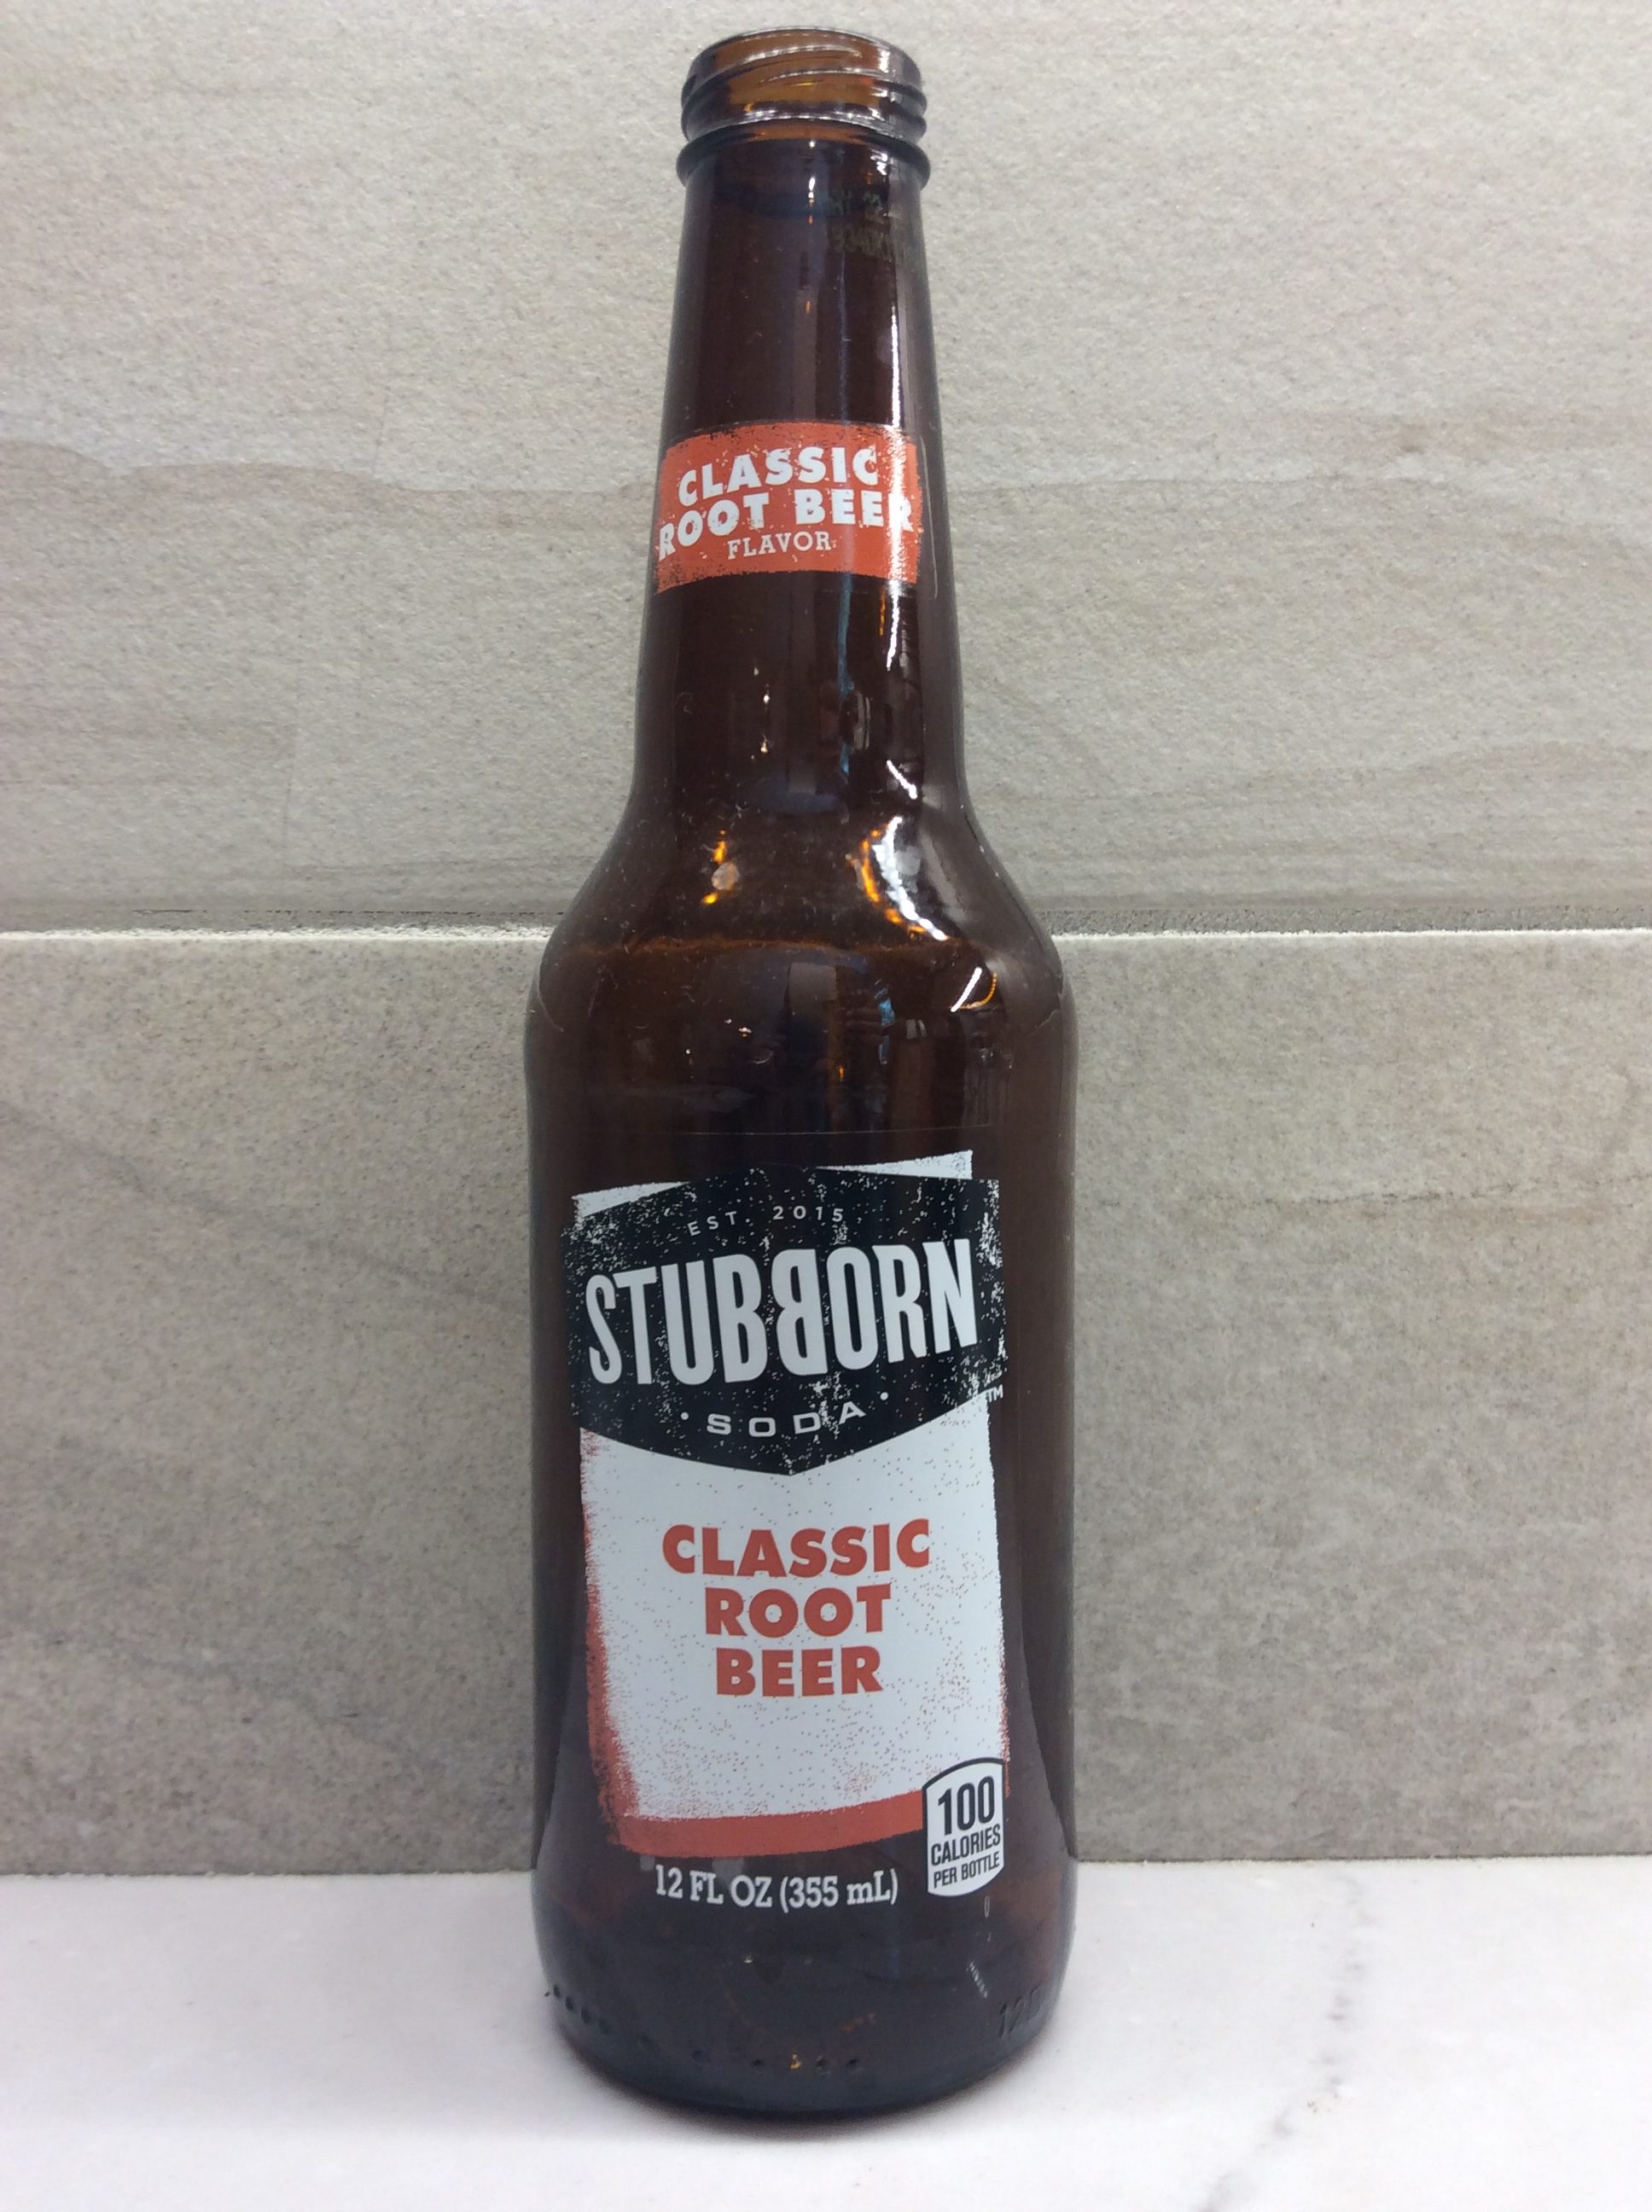 CLASSIC
ROOT BEER
FLAVOR
EST. 2015
STUBBORN
TM
• SODA •
CLASSIC
ROOT
BEER
100
CALORIES
PER BOTTLE
12 FL OZ (355 mL)